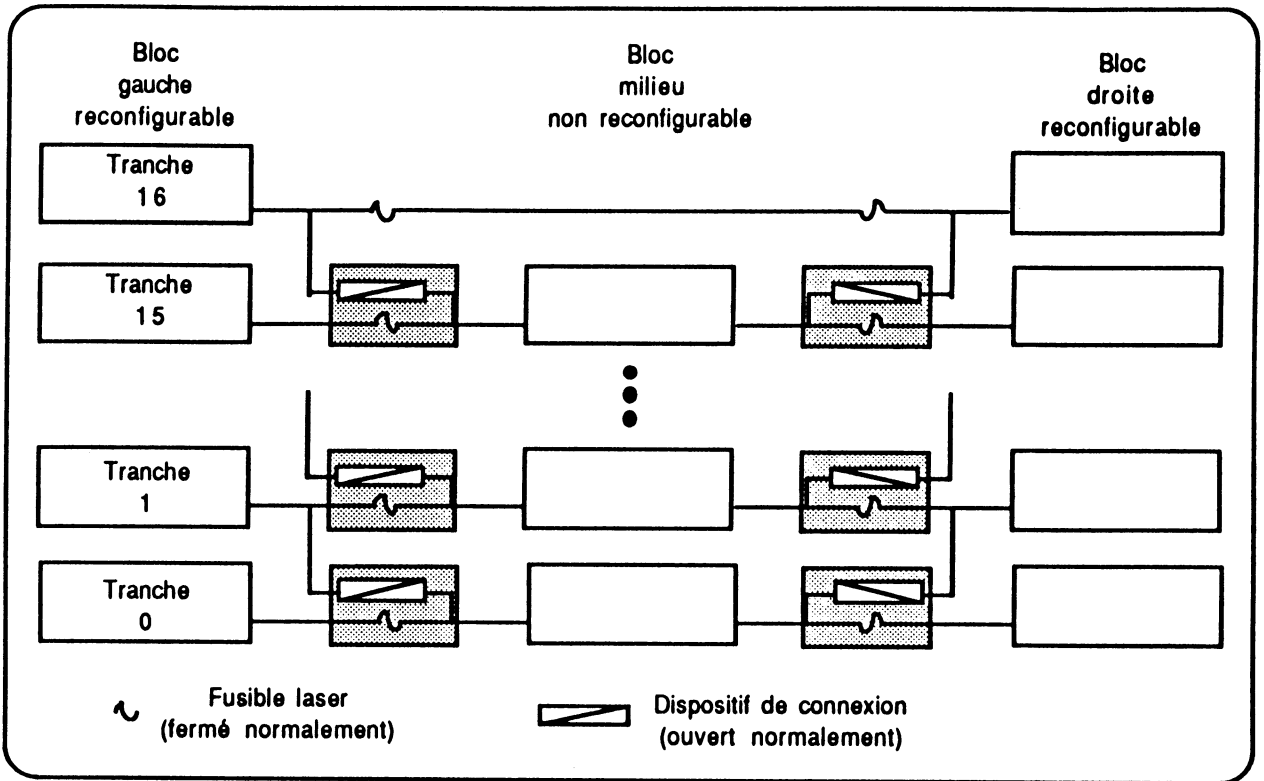 Bloc
gauche
reconfigurable
Bloc
milieu
non reconfigurable
Bloc
droite
reconfigurable
Tranche
16
Tranche
15
Tranche
1
Tranche
0
Fusible laser
(fermé normalement)
Dispositif de connexion
(ouvert normalement)